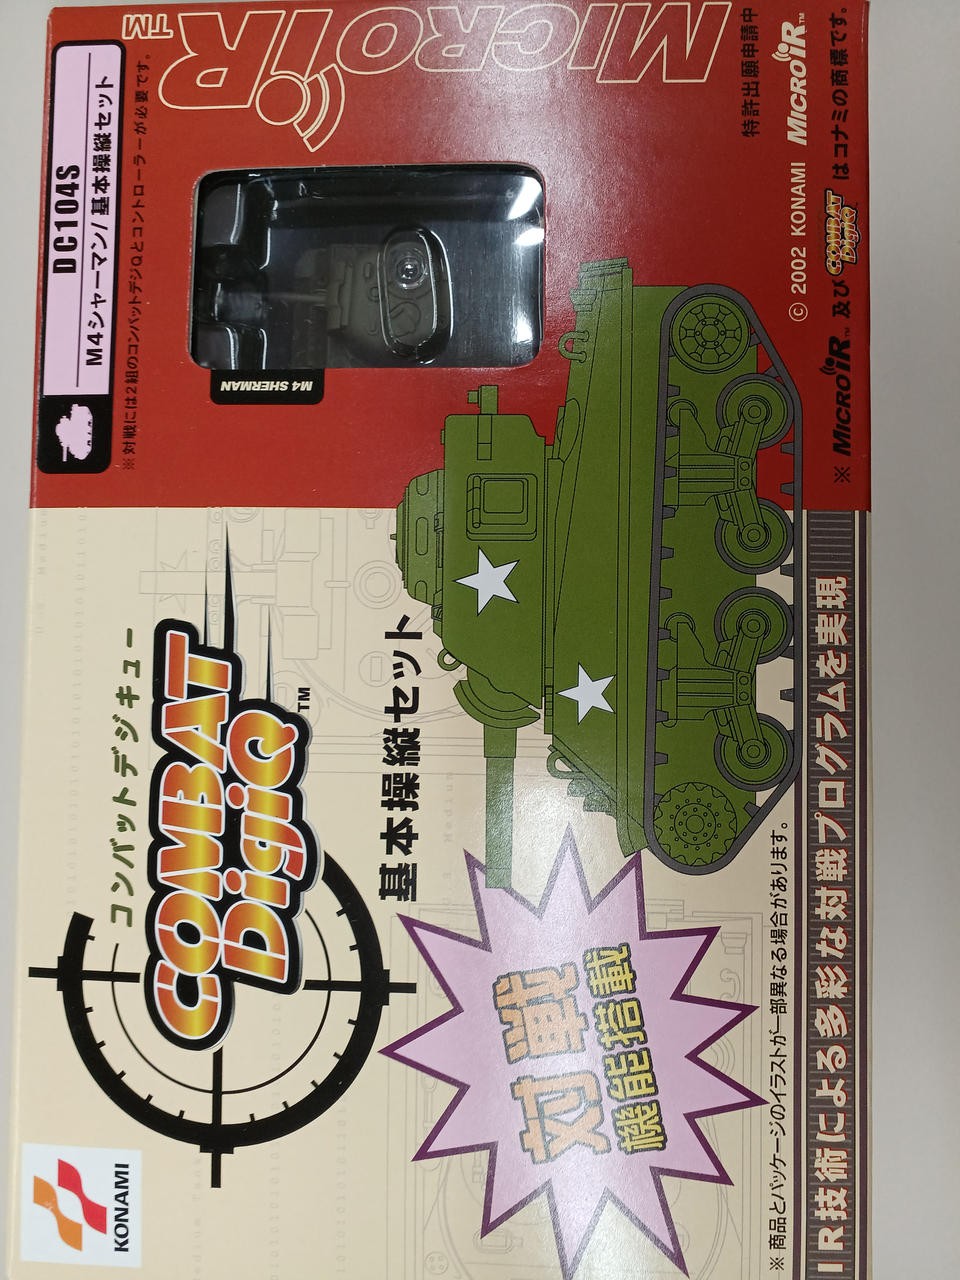 KONAMI
コンバットデジキュー
COMBAT
DigiQ™
基本操縦セット
対戦
機能搭載
DC104S
M4シャーマン/基本操縦セット
※対戦には2組のコンバットデジQとコントローラーが必要です。
MICROiR™
M4 SHERMAN
特許出願申請中
© 2002 KONAMI MICROiR
※ MICROiR™ 及び COMBAT DigiQ™ はコナミの商標です。
※商品とパッケージのイラストが一部異なる場合があります。
IR技術による多彩な対戦プログラムを実現